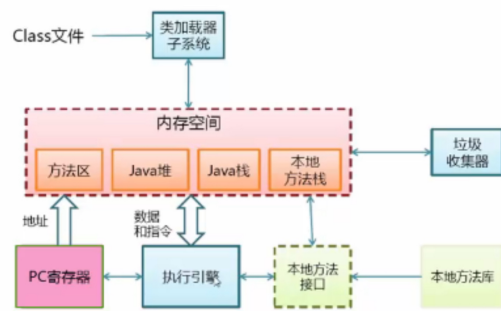 Class文件
类加载器
子系统
内存空间
方法区
Java堆
Java栈
本地
方法栈
垃圾
收集器
地址
数据
和指令
PC寄存器
执行引擎
本地方法
接口
本地方法库